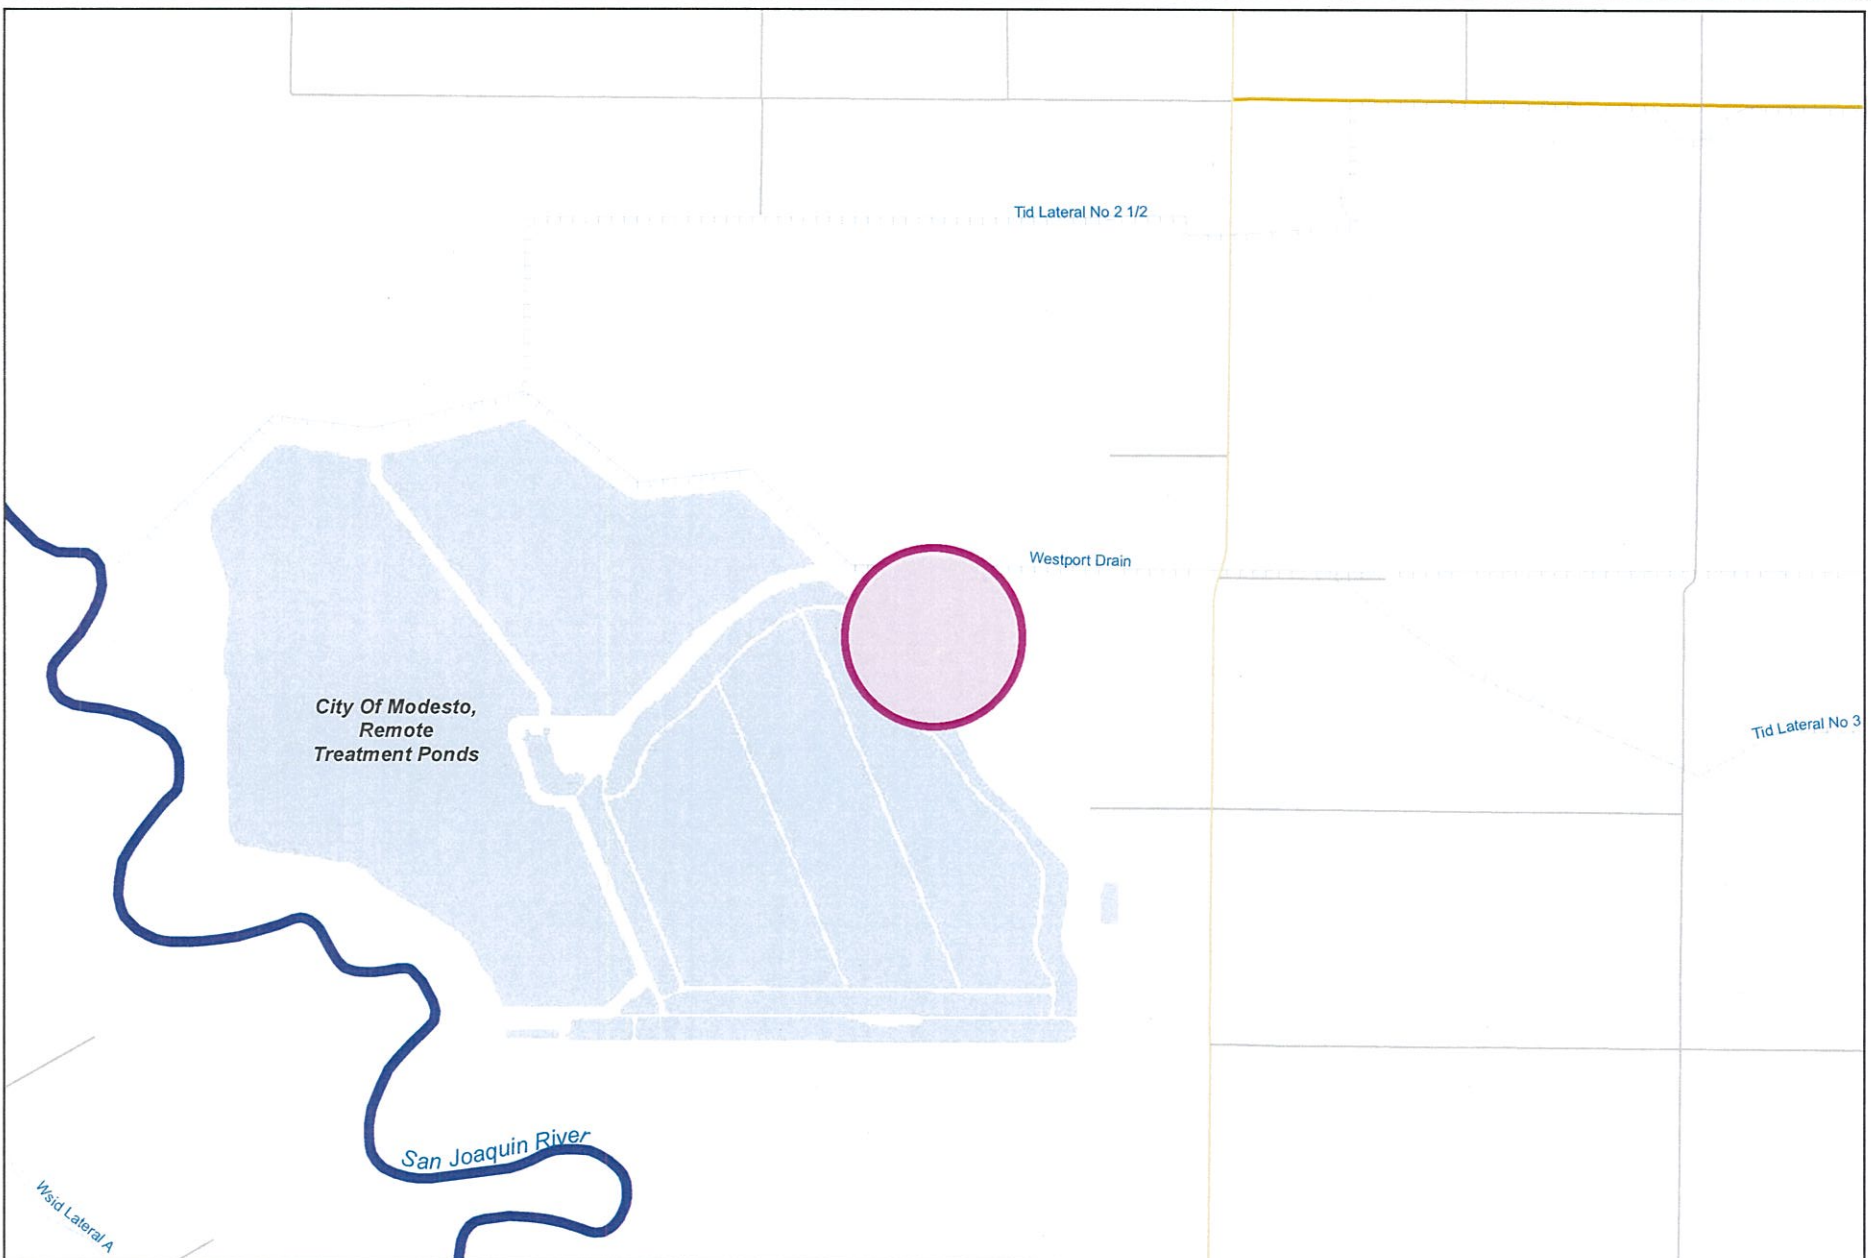 Tid Lateral No 2 1/2
Westport Drain
City Of Modesto,
Remote
Treatment Ponds
Tid Lateral No 3
San Joaquin River
Wsid Lateral A